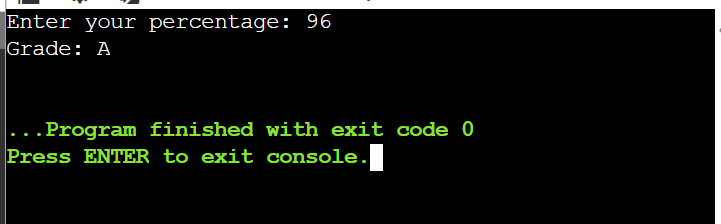 Enter your percentage: 96
Grade: A
...Program finished with exit code 0
Press ENTER to exit console.